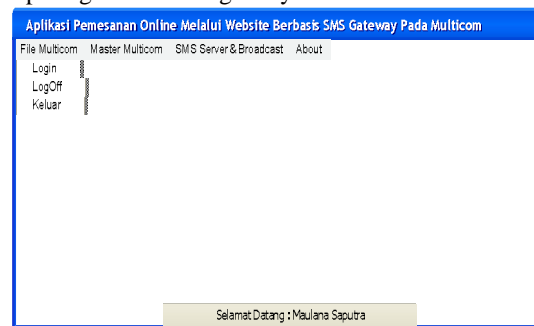 Aplikasi Pemesanan Online Melalui Website Berbasis SMS Gateway Pada Multicom
File Multicom Master Multicom SMS Server & Broadcast About
Login
LogOff
Keluar
Selamat Datang : Maulana Saputra